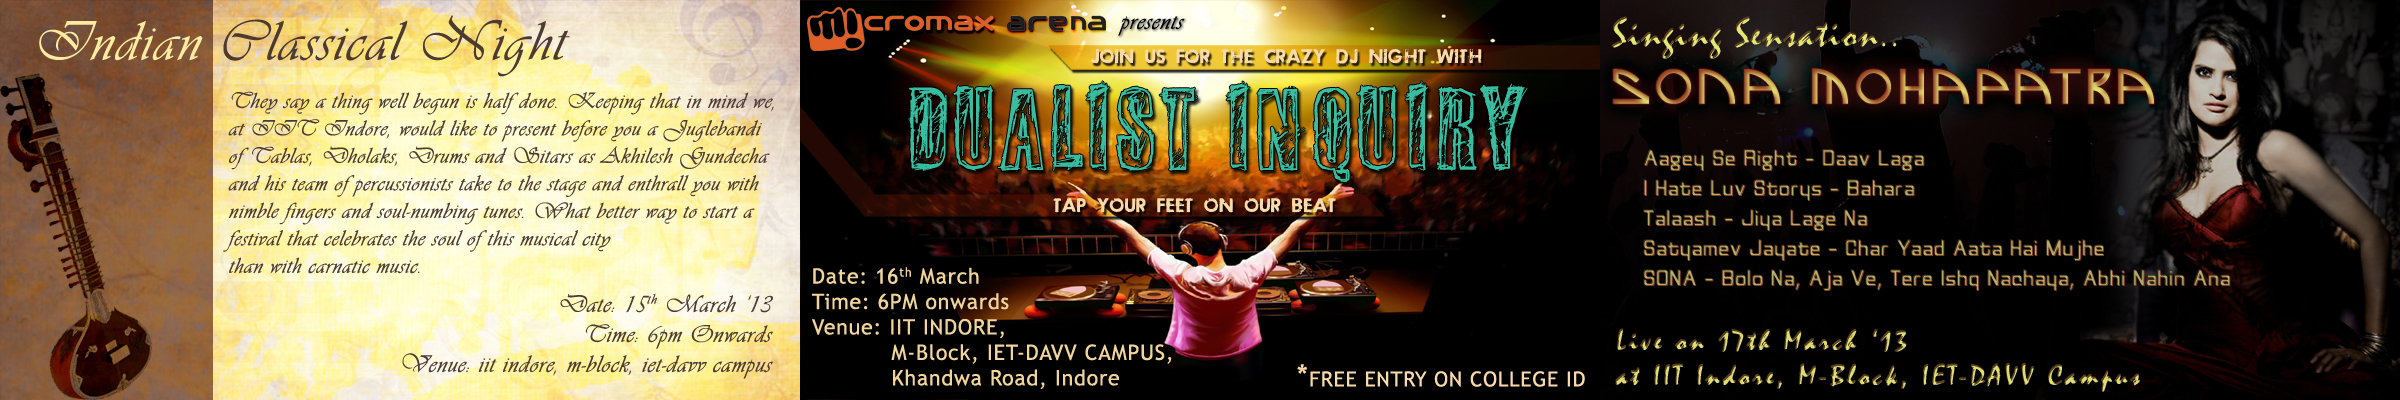 Indian Classical Night
They say a thing well begun is half done. Keeping that in mind we,
at IIT Indore, would like to present before you a Juglebandi
of Tablas, Dholaks, Drums and Sitars as Akhilesh Gundecha
and his team of percussionists take to the stage and enthrall you with
nimble fingers and soul-numbing tunes. What better way to start a
festival that celebrates the soul of this musical city
than with carnatic music.
Date: 15th March '13
Time: 6pm Onwards
Venue: iit indore, m-block, iet-davv campus
micromax arena presents
JOIN US FOR THE CRAZY DJ NIGHT WITH
DUALIST INQUIRY
TAP YOUR FEET ON OUR BEAT
Date: 16th March
Time: 6PM onwards
Venue: IIT INDORE,
M-Block, IET-DAVV CAMPUS,
Khandwa Road, Indore
*FREE ENTRY ON COLLEGE ID
Singing Sensation..
SONA MOHAPATRA
Aagey Se Right - Daav Laga
I Hate Luv Storys - Bahara
Talaash - Jiya Lage Na
Satyamev Jayate - Char Yaad Aata Hai Mujhe
SONA - Bolo Na, Aja Ve, Tere Ishq Nachaya, Abhi Nahin Ana
Live on 17th March '13
at IIT Indore, M-Block, IET-DAVV Campus